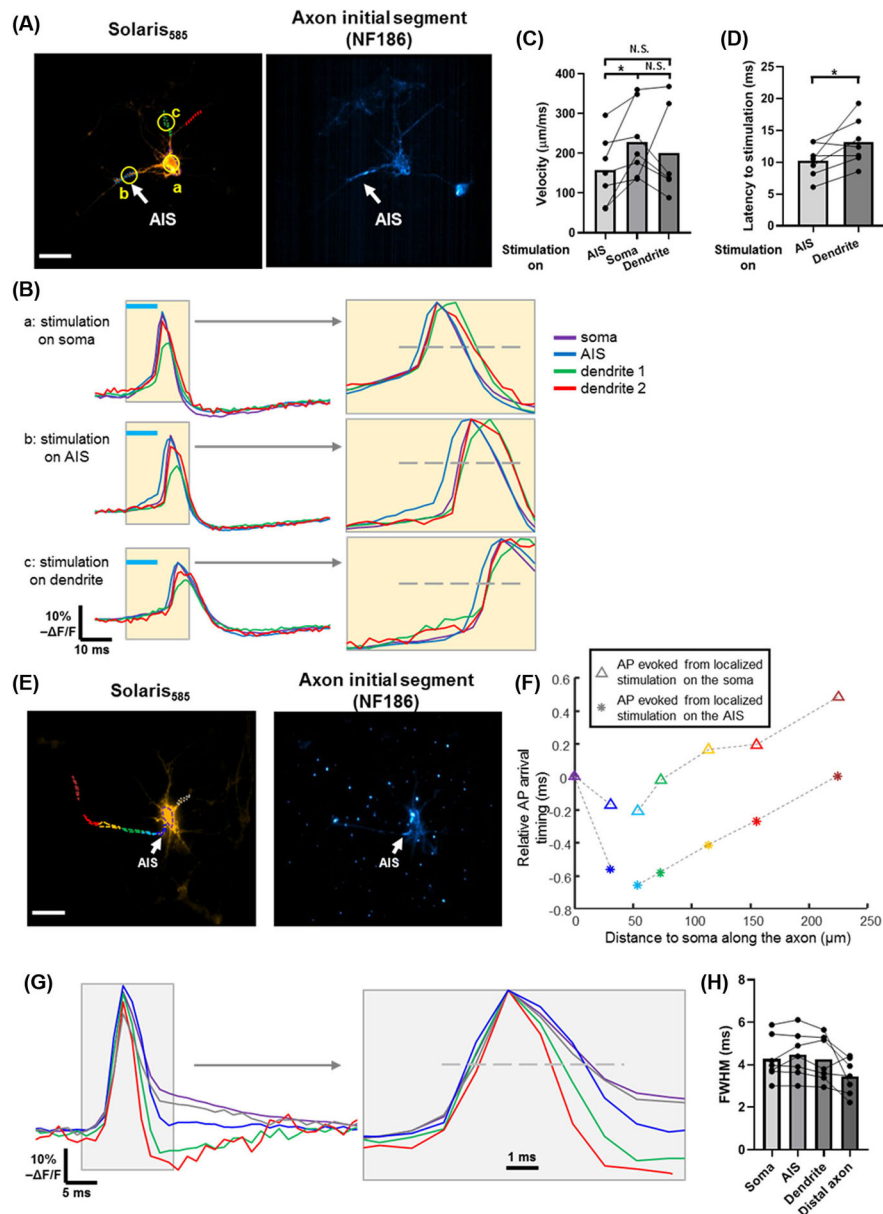 (A)
Solaris585
Axon initial segment
(NF186)
c
b
a
AIS
AIS
(C)
N.S.
*
N.S.
400
300
200
100
0
Velocity (µm/ms)
Stimulation
on
AIS
Soma
Dendrite
(D)
*
25
20
15
10
5
0
Latency to stimulation (ms)
Stimulation
on
AIS
Dendrite
(B)
a: stimulation
on soma
b: stimulation
on AIS
c: stimulation
on dendrite
10%
–ΔF/F
10 ms
soma
AIS
dendrite 1
dendrite 2
(E)
Solaris585
Axon initial segment
(NF186)
AIS
AIS
(F)
AP evoked from localized
stimulation on the soma
AP evoked from localized
stimulation on the AIS
0.6
0.4
0.2
0
-0.2
-0.4
-0.6
-0.8
Relative AP arrival
timing (ms)
0
50
100
150
200
250
Distance to soma along the axon (µm)
(G)
10%
–ΔF/F
5 ms
1 ms
(H)
8
6
4
2
0
FWHM (ms)
Soma
AIS
Dendrite
Distal axon